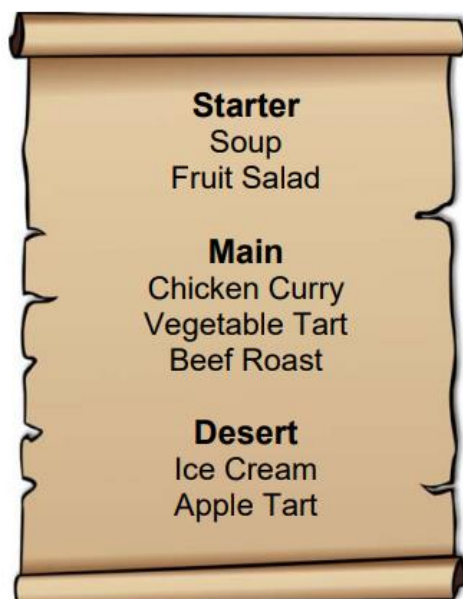 Starter
Soup
Fruit Salad
Main
Chicken Curry
Vegetable Tart
Beef Roast
Desert
Ice Cream
Apple Tart